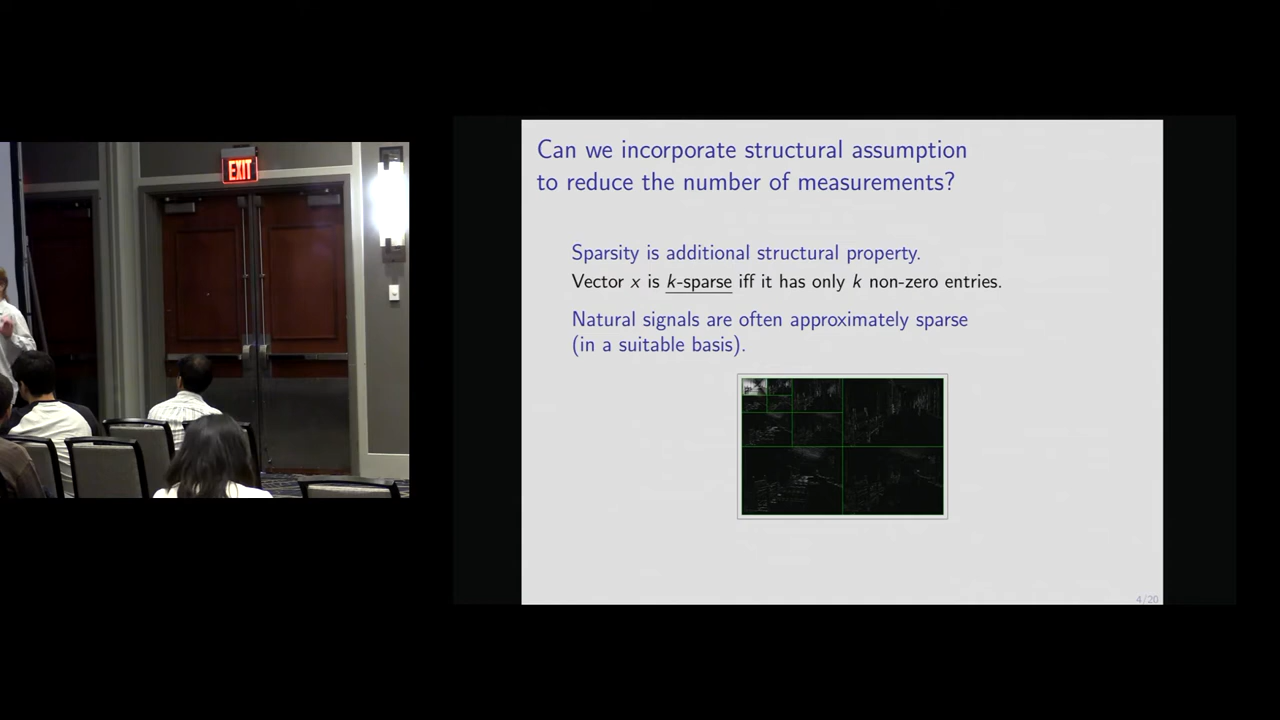 EXIT
Can we incorporate structural assumption
to reduce the number of measurements?
Sparsity is additional structural property.
Vector x is k-sparse iff it has only k non-zero entries.
Natural signals are often approximately sparse
(in a suitable basis).
4/20